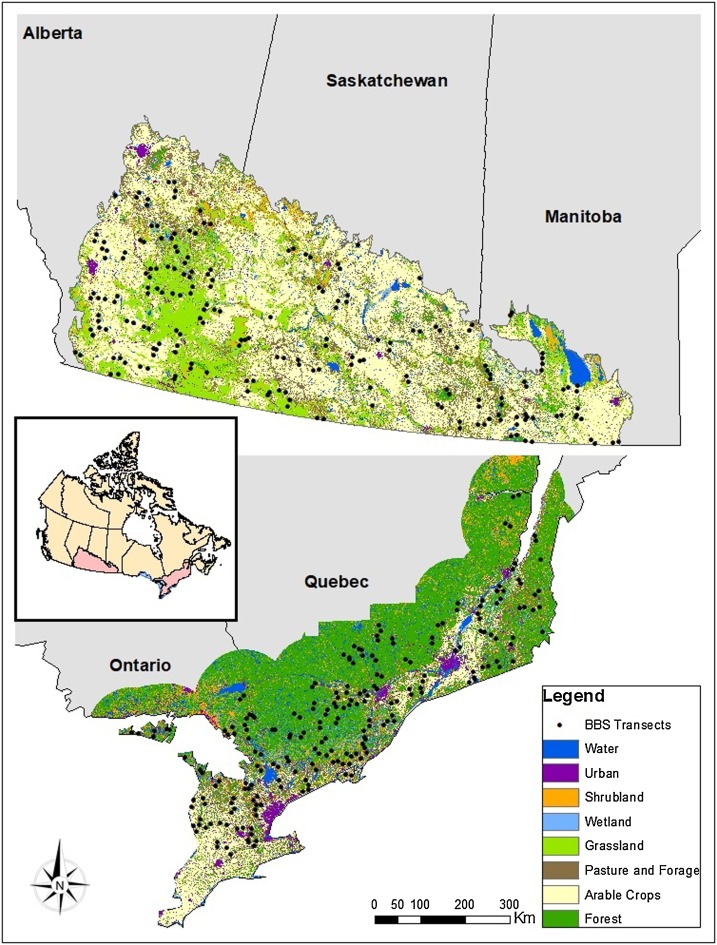 Alberta
Saskatchewan
Manitoba
Quebec
Ontario
Legend
BBS Transects
Water
Urban
Shrubland
Wetland
Grassland
Pasture and Forage
Arable Crops
Forest
N
0 50 100 200 300
Km